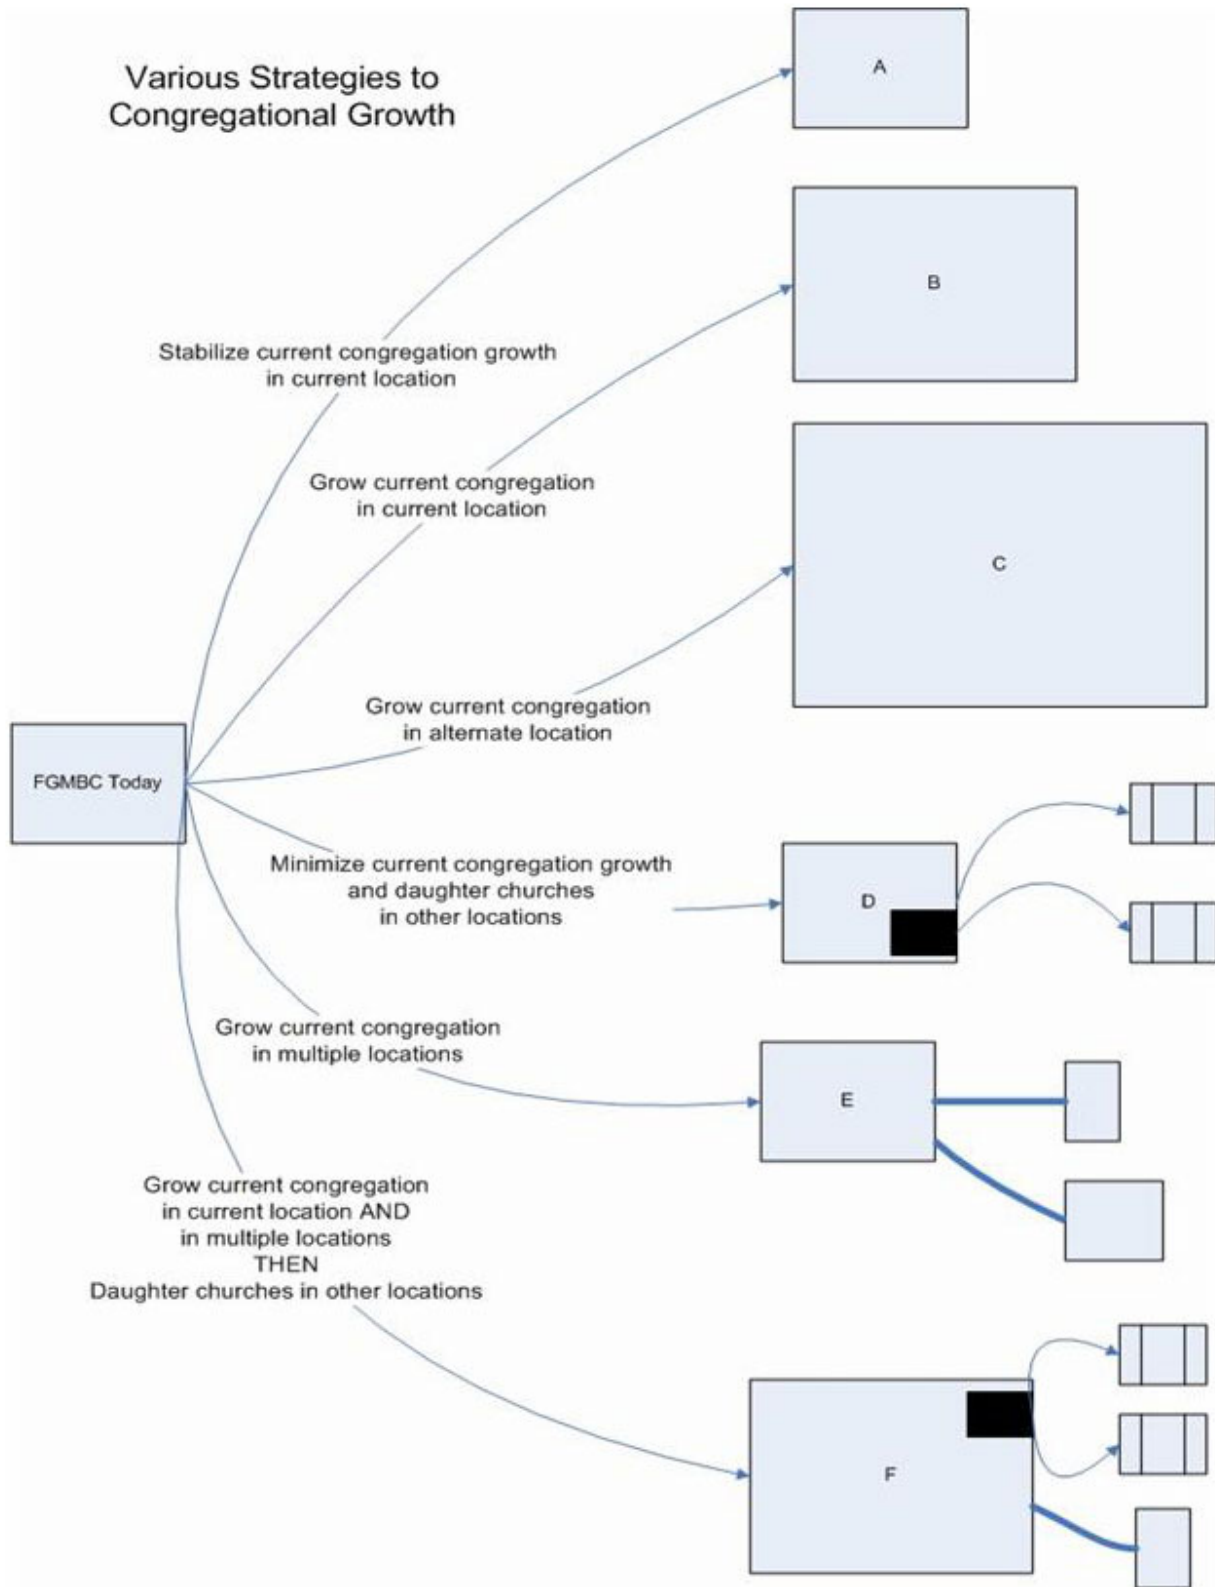 Various Strategies to
Congregational Growth
A
B
Stabilize current congregation growth
in current location
Grow current congregation
in current location
C
Grow current congregation
in alternate location
FGMBC Today
Minimize current congregation growth
and daughter churches
in other locations
D
Grow current congregation
in multiple locations
E
Grow current congregation
in current location AND
in multiple locations
THEN
Daughter churches in other locations
F